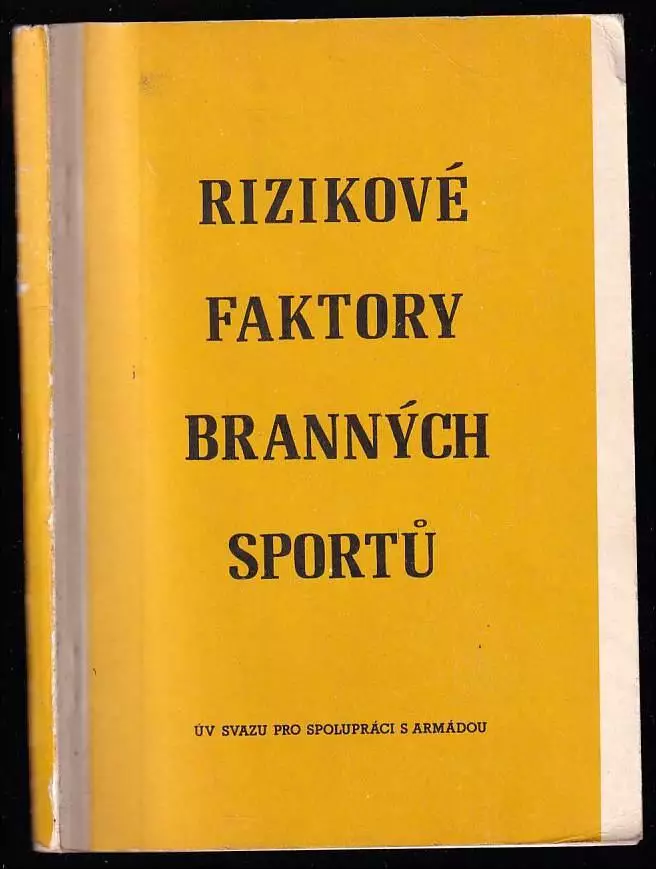 RIZIKOVÉ
FAKTORY
BRANNÝCH
SPORTŮ
ÚV SVAZU PRO SPOLUPRÁCI S ARMÁDOU